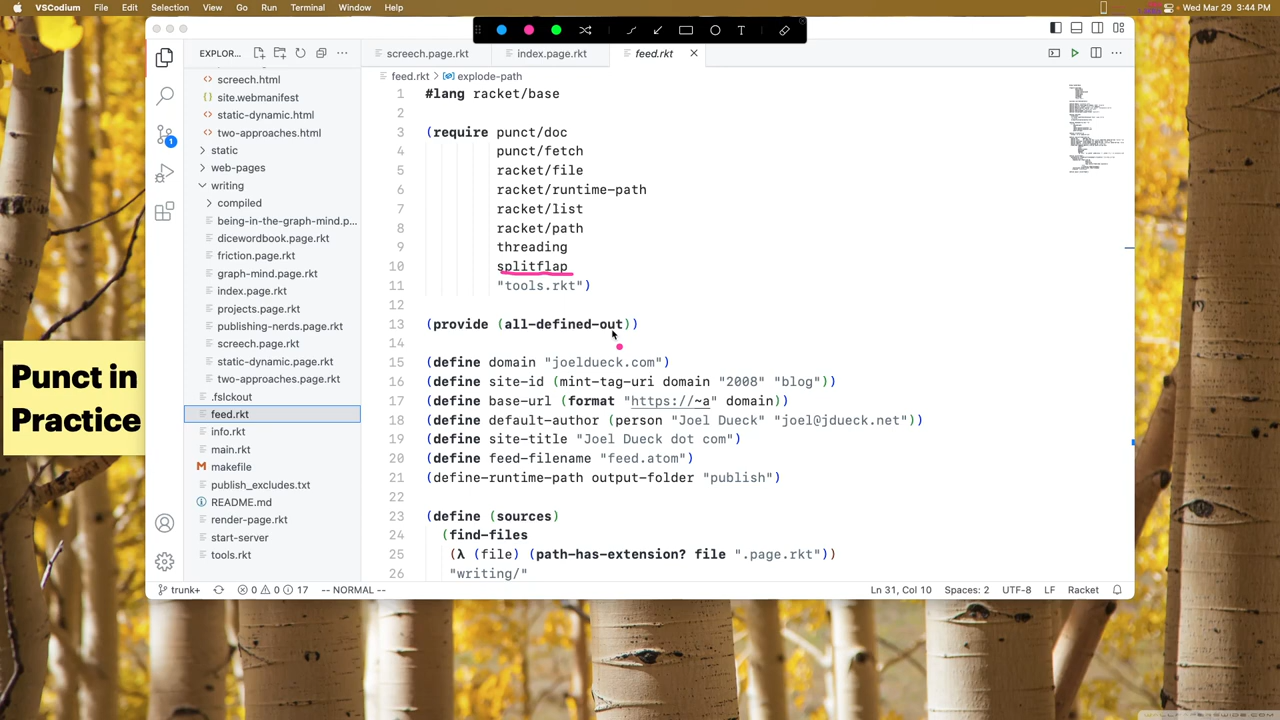 VSCodium File Edit Selection View Go Run Terminal Window Help
Wed Mar 29 3:44 PM
EXPLOR...
screech.page.rkt
index.page.rkt
feed.rkt
feed.rkt > explode-path
screech.html
site.webmanifest
static-dynamic.html
two-approaches.html
static
sub-pages
writing
compiled
being-in-the-graph-mind.p...
dicewordbook.page.rkt
friction.page.rkt
graph-mind.page.rkt
index.page.rkt
projects.page.rkt
publishing-nerds.page.rkt
screech.page.rkt
static-dynamic.page.rkt
two-approaches.page.rkt
.fslckout
feed.rkt
info.rkt
main.rkt
makefile
publish_excludes.txt
README.md
render-page.rkt
start-server
tools.rkt
1 #lang racket/base
2
3 (require punct/doc
4 punct/fetch
5 racket/file
6 racket/runtime-path
7 racket/list
8 racket/path
9 threading
10 splitflap
11 "tools.rkt")
12
13 (provide (all-defined-out))
14
15 (define domain "joeldueck.com")
16 (define site-id (mint-tag-uri domain "2008" "blog"))
17 (define base-url (format "https://~a" domain))
18 (define default-author (person "Joel Dueck" "joel@jdueck.net"))
19 (define site-title "Joel Dueck dot com")
20 (define feed-filename "feed.atom")
21 (define-runtime-path output-folder "publish")
22
23 (define (sources)
24 (find-files
25 (λ (file) (path-has-extension? file ".page.rkt"))
26 "writing/"
1
T
Punct in
Practice
trunk+ 0 0 17 -- NORMAL --
Ln 31, Col 10 Spaces: 2 UTF-8 LF Racket